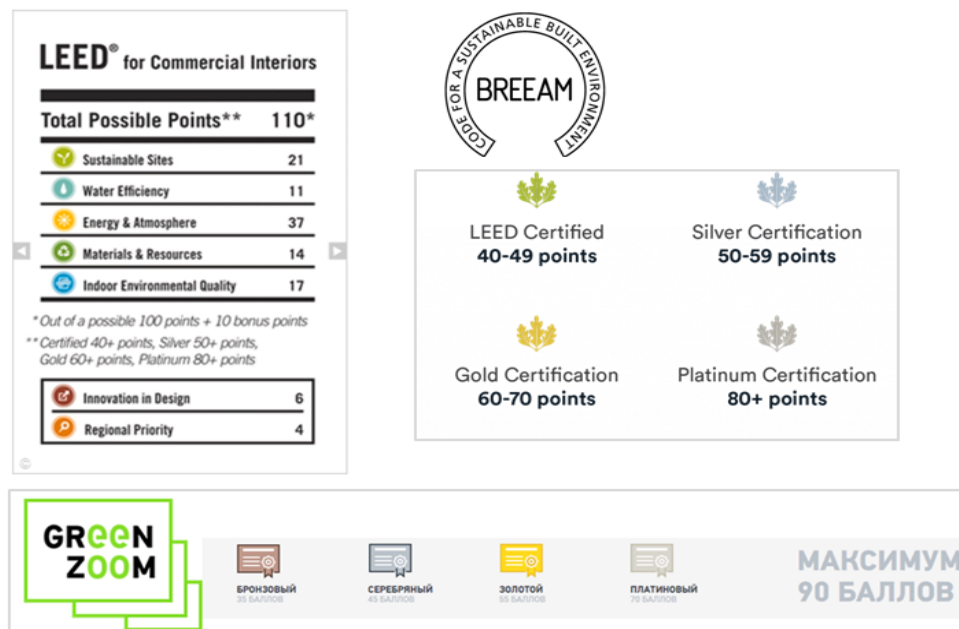 LEED® for Commercial Interiors
Total Possible Points** 110*
Sustainable Sites 21
Water Efficiency 11
Energy & Atmosphere 37
Materials & Resources 14
Indoor Environmental Quality 17
* Out of a possible 100 points + 10 bonus points
** Certified 40+ points, Silver 50+ points,
Gold 60+ points, Platinum 80+ points
Innovation in Design 6
Regional Priority 4
©
CODE FOR A SUSTAINABLE BUILT ENVIRONMENT
BREEAM
LEED Certified
40-49 points
Silver Certification
50-59 points
Gold Certification
60-70 points
Platinum Certification
80+ points
GREEN
ZOOM
БРОНЗОВЫЙ
35 БАЛЛОВ
СЕРЕБРЯНЫЙ
45 БАЛЛОВ
ЗОЛОТОЙ
55 БАЛЛОВ
ПЛАТИНОВЫЙ
70 БАЛЛОВ
МАКСИМУМ
90 БАЛЛОВ